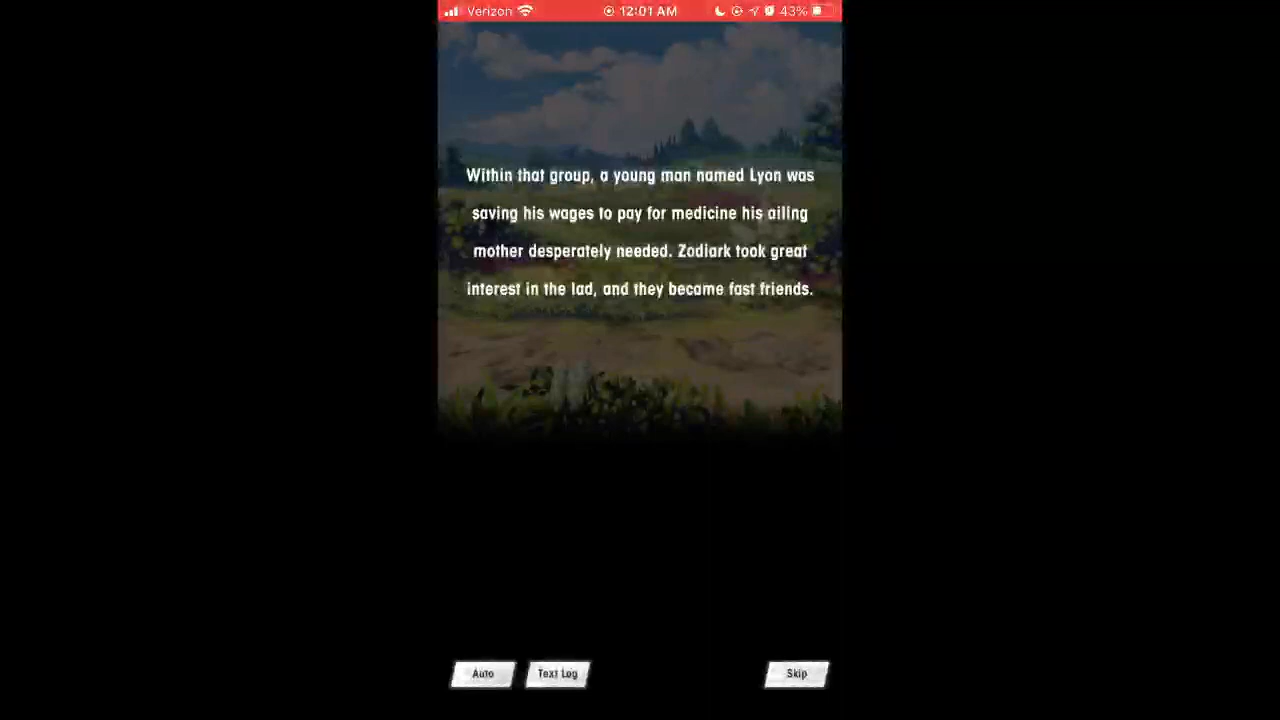 Verizon 12:01 AM 43%
Within that group, a young man named Lyon was
saving his wages to pay for medicine his ailing
mother desperately needed. Zodiark took great
interest in the lad, and they became fast friends.
Auto Text Log Skip